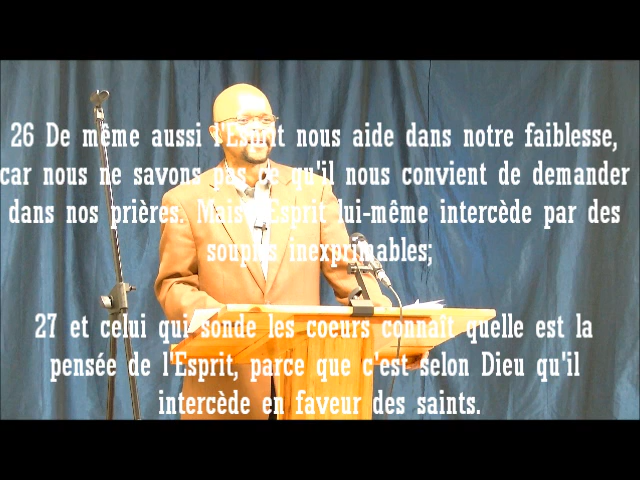 26 De même aussi l'Esprit nous aide dans notre faiblesse,
car nous ne savons pas ce qu'il nous convient de demander
dans nos prières. Mais l'Esprit lui-même intercède par des
soupirs inexprimables;
27 et celui qui sonde les coeurs connaît quelle est la
pensée de l'Esprit, parce que c'est selon Dieu qu'il
intercède en faveur des saints.